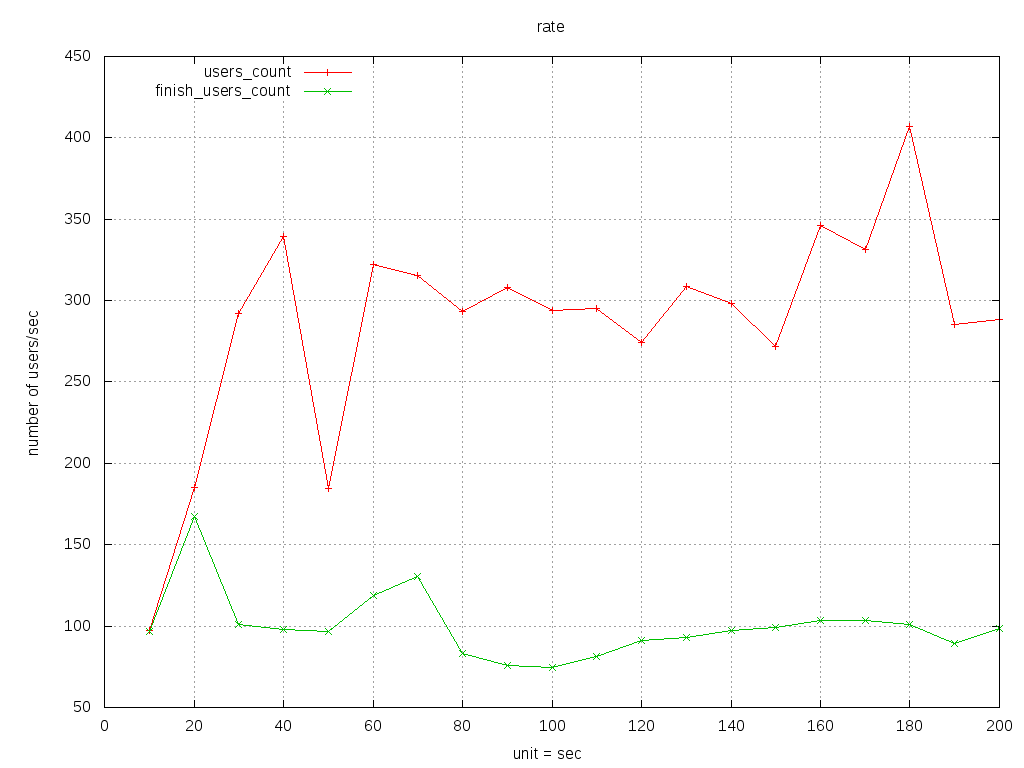 rate
450
400
350
300
250
200
150
100
50
number of users/sec
users_count
finish_users_count
0 20 40 60 80 100 120 140 160 180 200
unit = sec